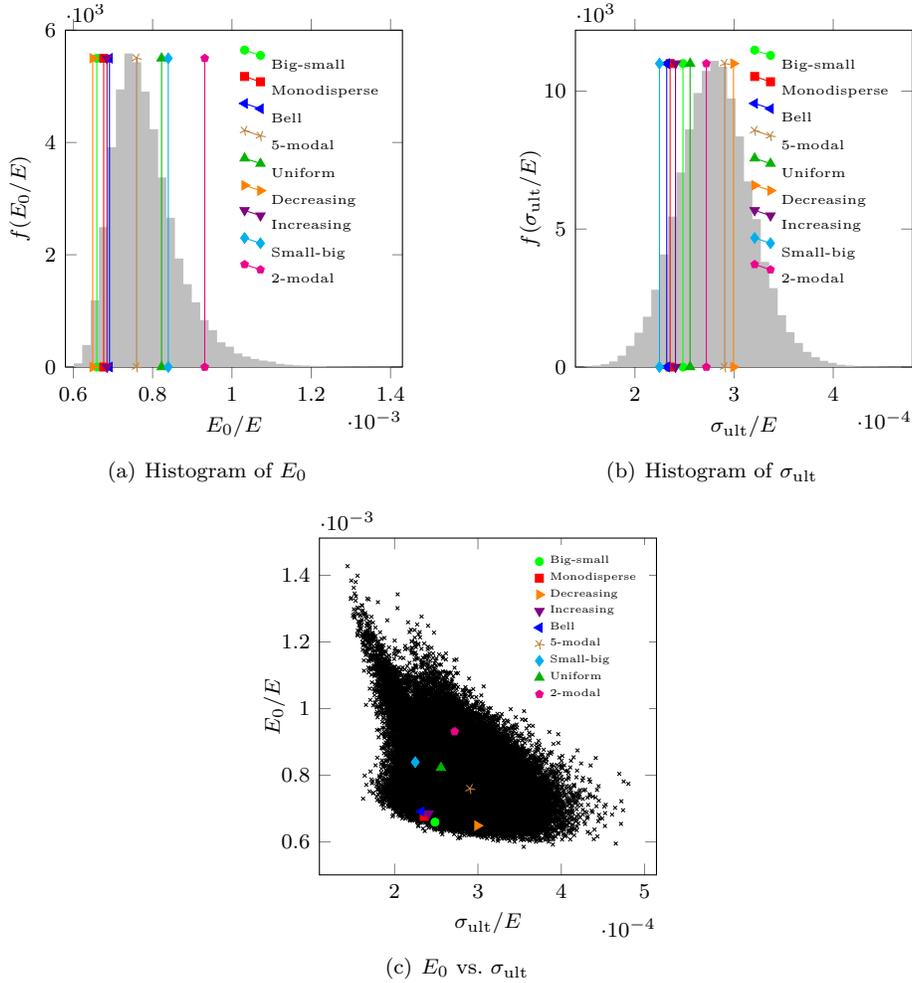 ·10³
6
4
2
0
f(E₀/E)
0.6 0.8 1 1.2 1.4
E₀/E
·10⁻³
Big-small
Monodisperse
Bell
5-modal
Uniform
Decreasing
Increasing
Small-big
2-modal
(a) Histogram of E₀
·10³
10
5
0
f(σult/E)
2 3 4
σult/E
·10⁻⁴
Big-small
Monodisperse
Bell
5-modal
Uniform
Decreasing
Increasing
Small-big
2-modal
(b) Histogram of σult
·10⁻³
1.4
1.2
1
0.8
0.6
E₀/E
2 3 4 5
σult/E
·10⁻⁴
Big-small
Monodisperse
Decreasing
Increasing
Bell
5-modal
Small-big
Uniform
2-modal
(c) E₀ vs. σult